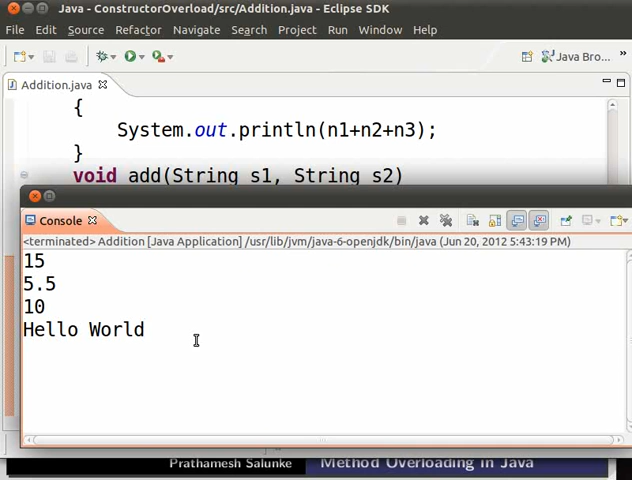 Java - ConstructorOverload/src/Addition.java - Eclipse SDK
File Edit Source Refactor Navigate Search Project Run Window Help
Java Bro... »
Addition.java
{
System.out.println(n1+n2+n3);
}
void add(String s1, String s2)
Console
<terminated> Addition [Java Application] /usr/lib/jvm/java-6-openjdk/bin/java (Jun 20, 2012 5:43:19 PM)
15
5.5
10
Hello World
Prathamesh Salunke Method Overloading in Java